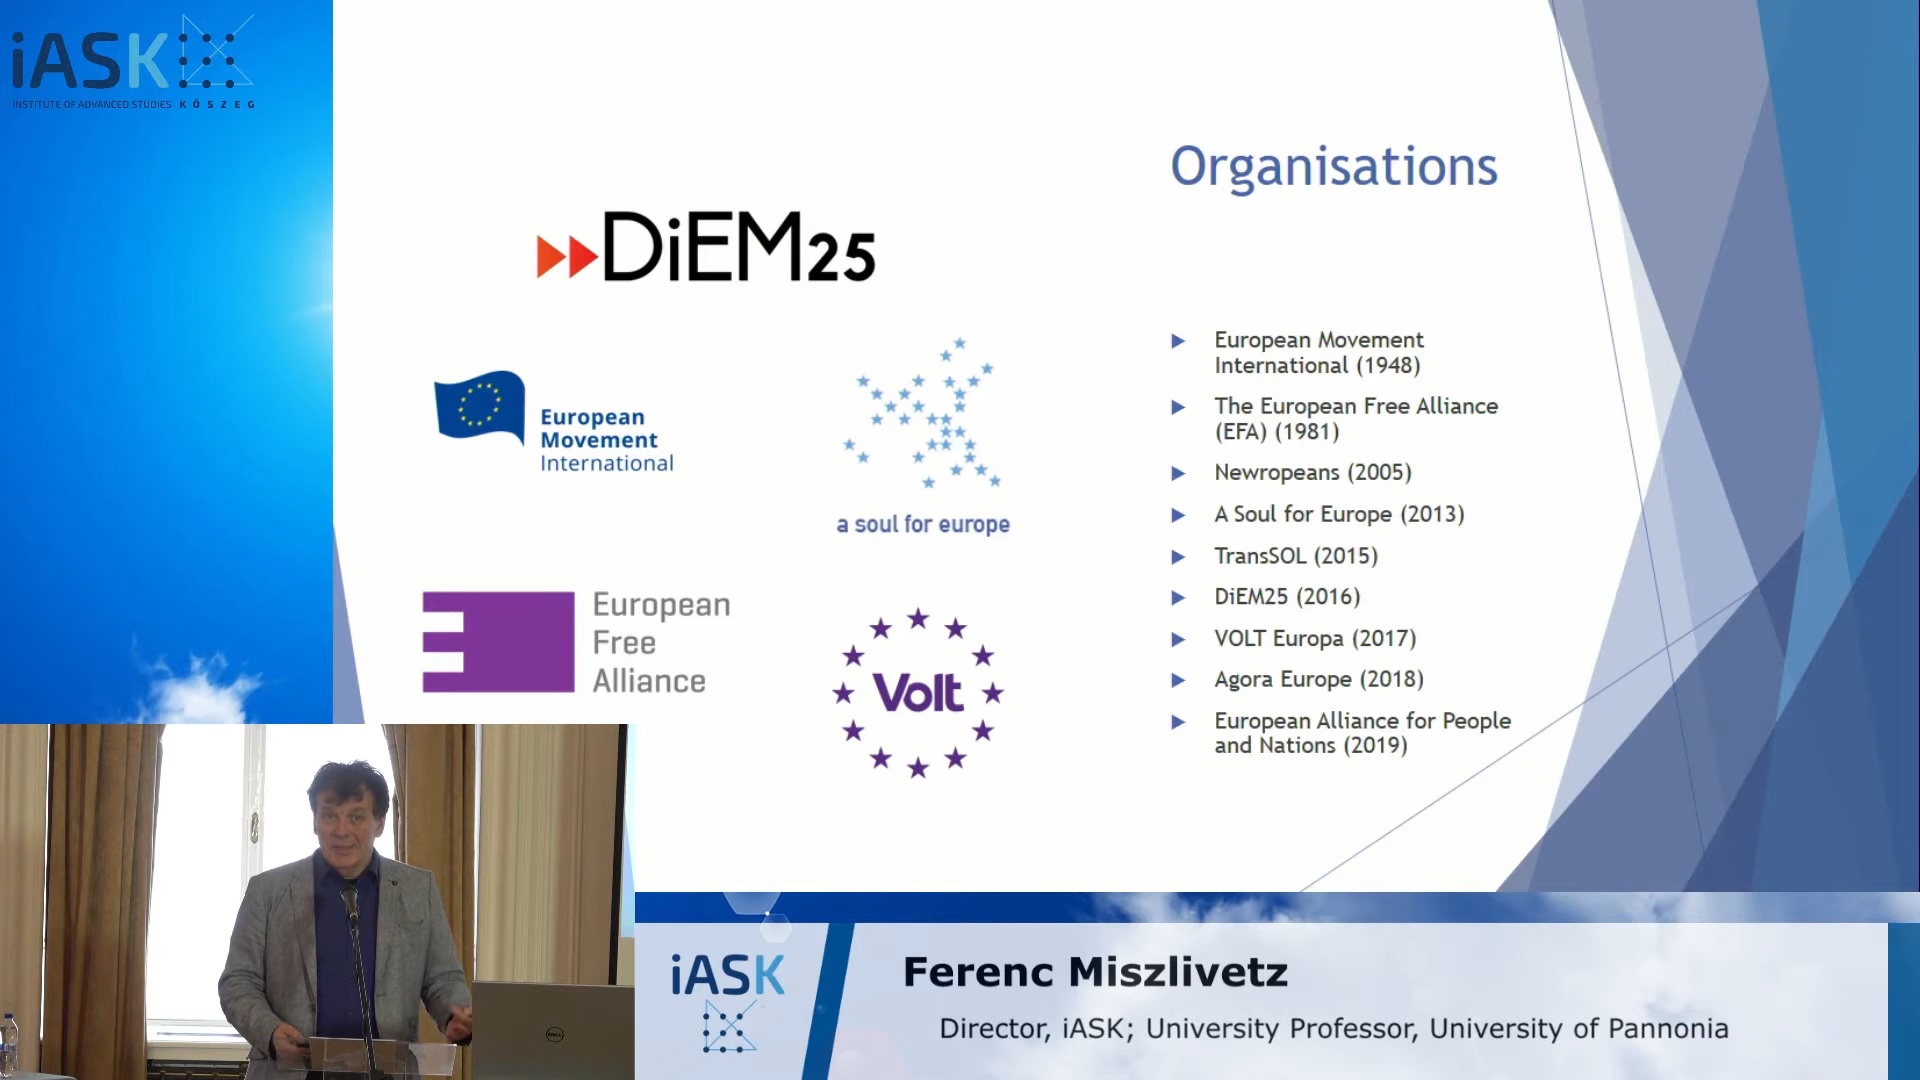 iASK
INSTITUTE OF ADVANCED STUDIES KŐSZEG
Organisations
DiEM25
European
Movement
International
a soul for europe
European
Free
Alliance
Volt
European Movement
International (1948)
The European Free Alliance
(EFA) (1981)
Newropeans (2005)
A Soul for Europe (2013)
TransSOL (2015)
DiEM25 (2016)
VOLT Europa (2017)
Agora Europe (2018)
European Alliance for People
and Nations (2019)
DELL
iASK
Ferenc Miszlivetz
Director, iASK; University Professor, University of Pannonia